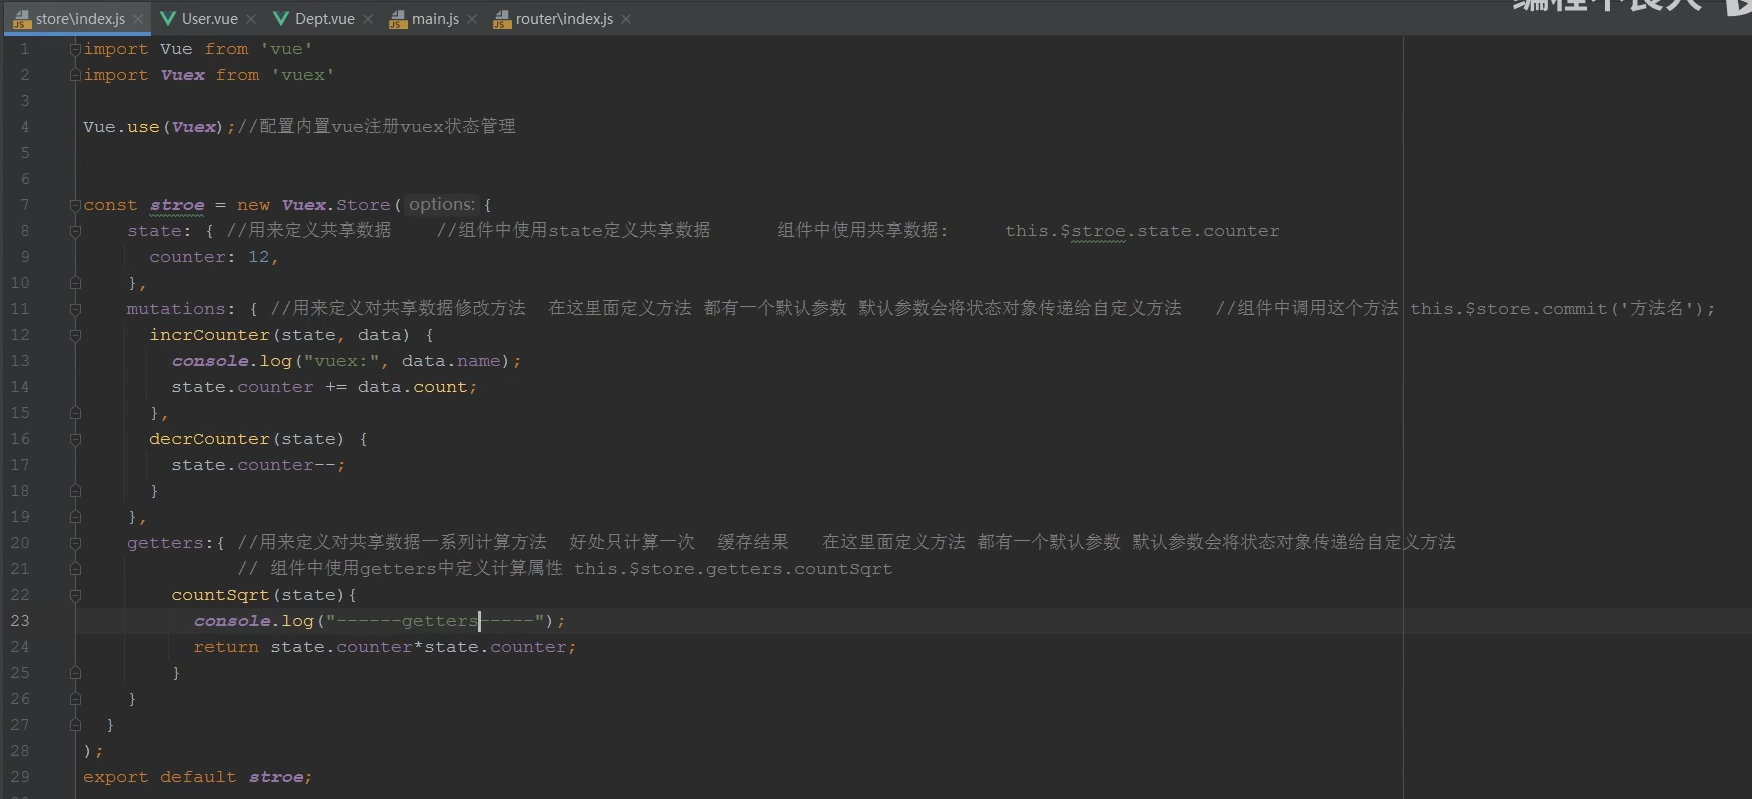 编程不良人
store\index.js User.vue Dept.vue main.js router\index.js
1 import Vue from 'vue'
2 import Vuex from 'vuex'
3
4 Vue.use(Vuex);//配置内置vue注册vuex状态管理
5
6
7 const stroe = new Vuex.Store( options: {
8 state: { //用来定义共享数据 //组件中使用state定义共享数据 组件中使用共享数据: this.$stroe.state.counter
9 counter: 12,
10 },
11 mutations: { //用来定义对共享数据修改方法 在这里面定义方法 都有一个默认参数 默认参数会将状态对象传递给自定义方法 //组件中调用这个方法 this.$store.commit('方法名');
12 incrCounter(state, data) {
13 console.log("vuex:", data.name);
14 state.counter += data.count;
15 },
16 decrCounter(state) {
17 state.counter--;
18 }
19 },
20 getters:{ //用来定义对共享数据一系列计算方法 好处只计算一次 缓存结果 在这里面定义方法 都有一个默认参数 默认参数会将状态对象传递给自定义方法
21 // 组件中使用getters中定义计算属性 this.$store.getters.countSqrt
22 countSqrt(state){
23 console.log("------getters-----");
24 return state.counter*state.counter;
25 }
26 }
27 }
28 );
29 export default stroe;